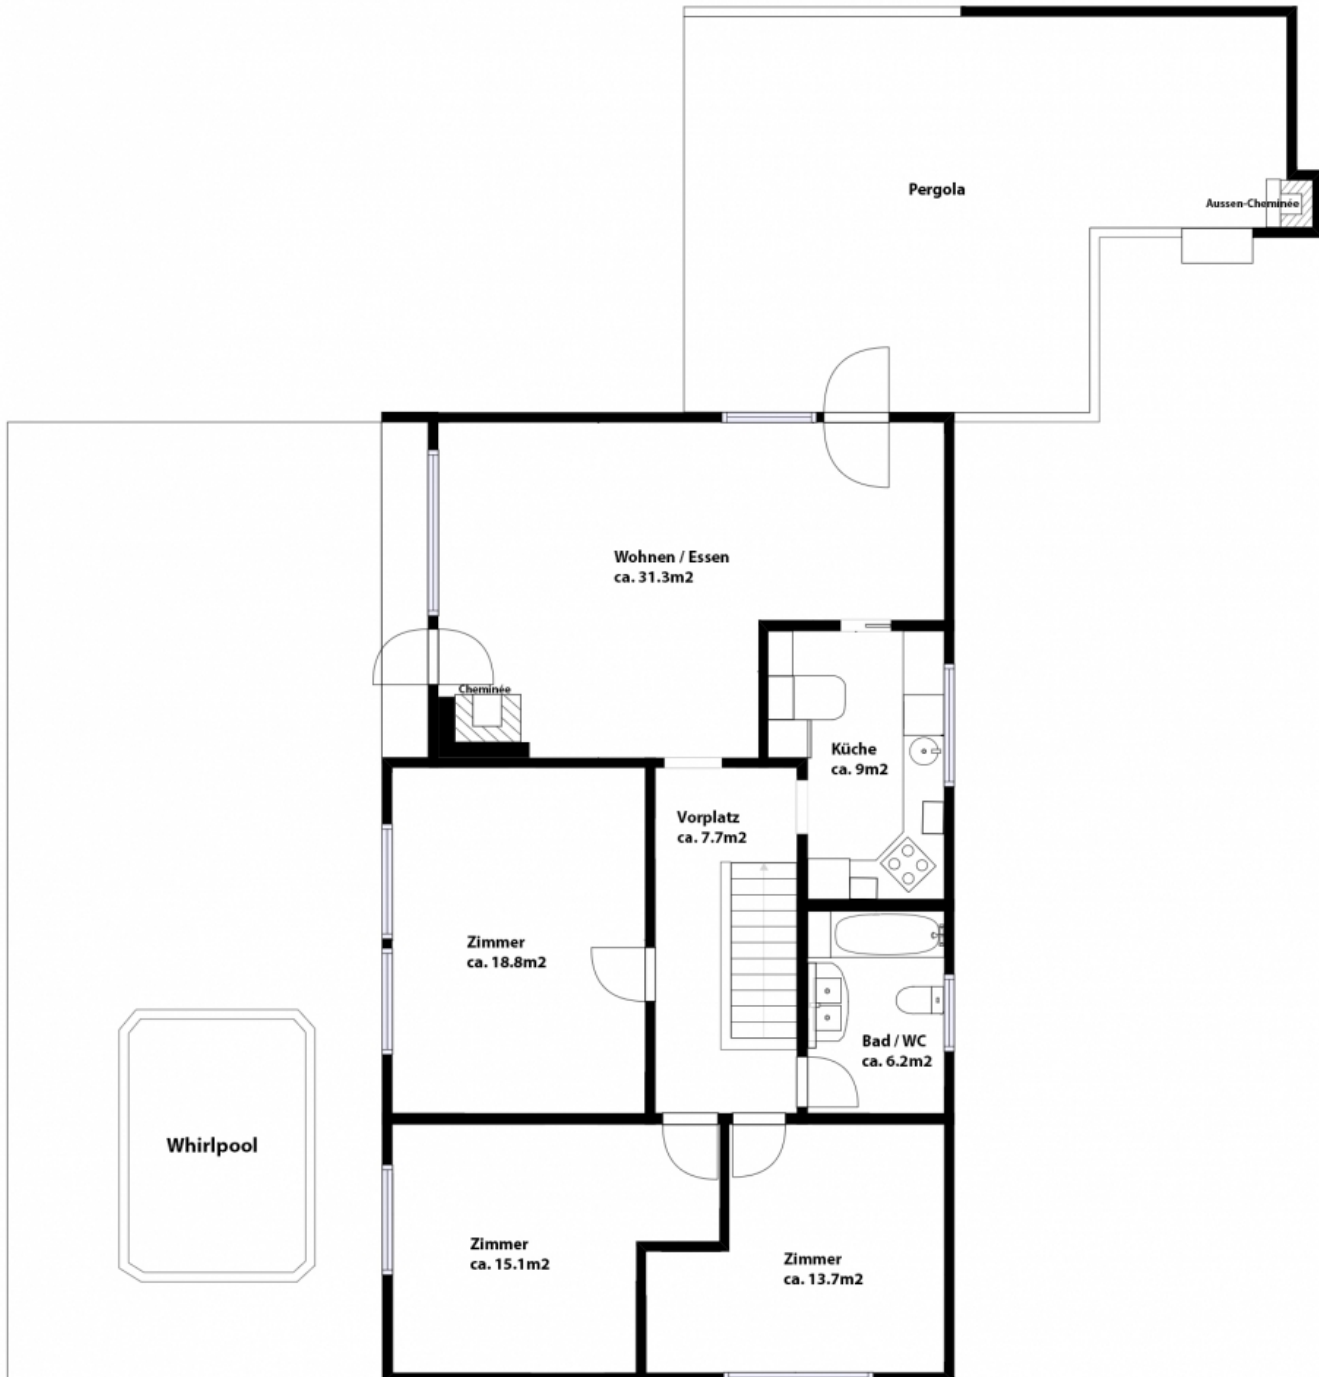 Pergola
Aussen-Cheminée
Wohnen / Essen
ca. 31.3m2
Cheminée
Küche
ca. 9m2
Vorplatz
ca. 7.7m2
Zimmer
ca. 18.8m2
Bad / WC
ca. 6.2m2
Whirlpool
Zimmer
ca. 15.1m2
Zimmer
ca. 13.7m2